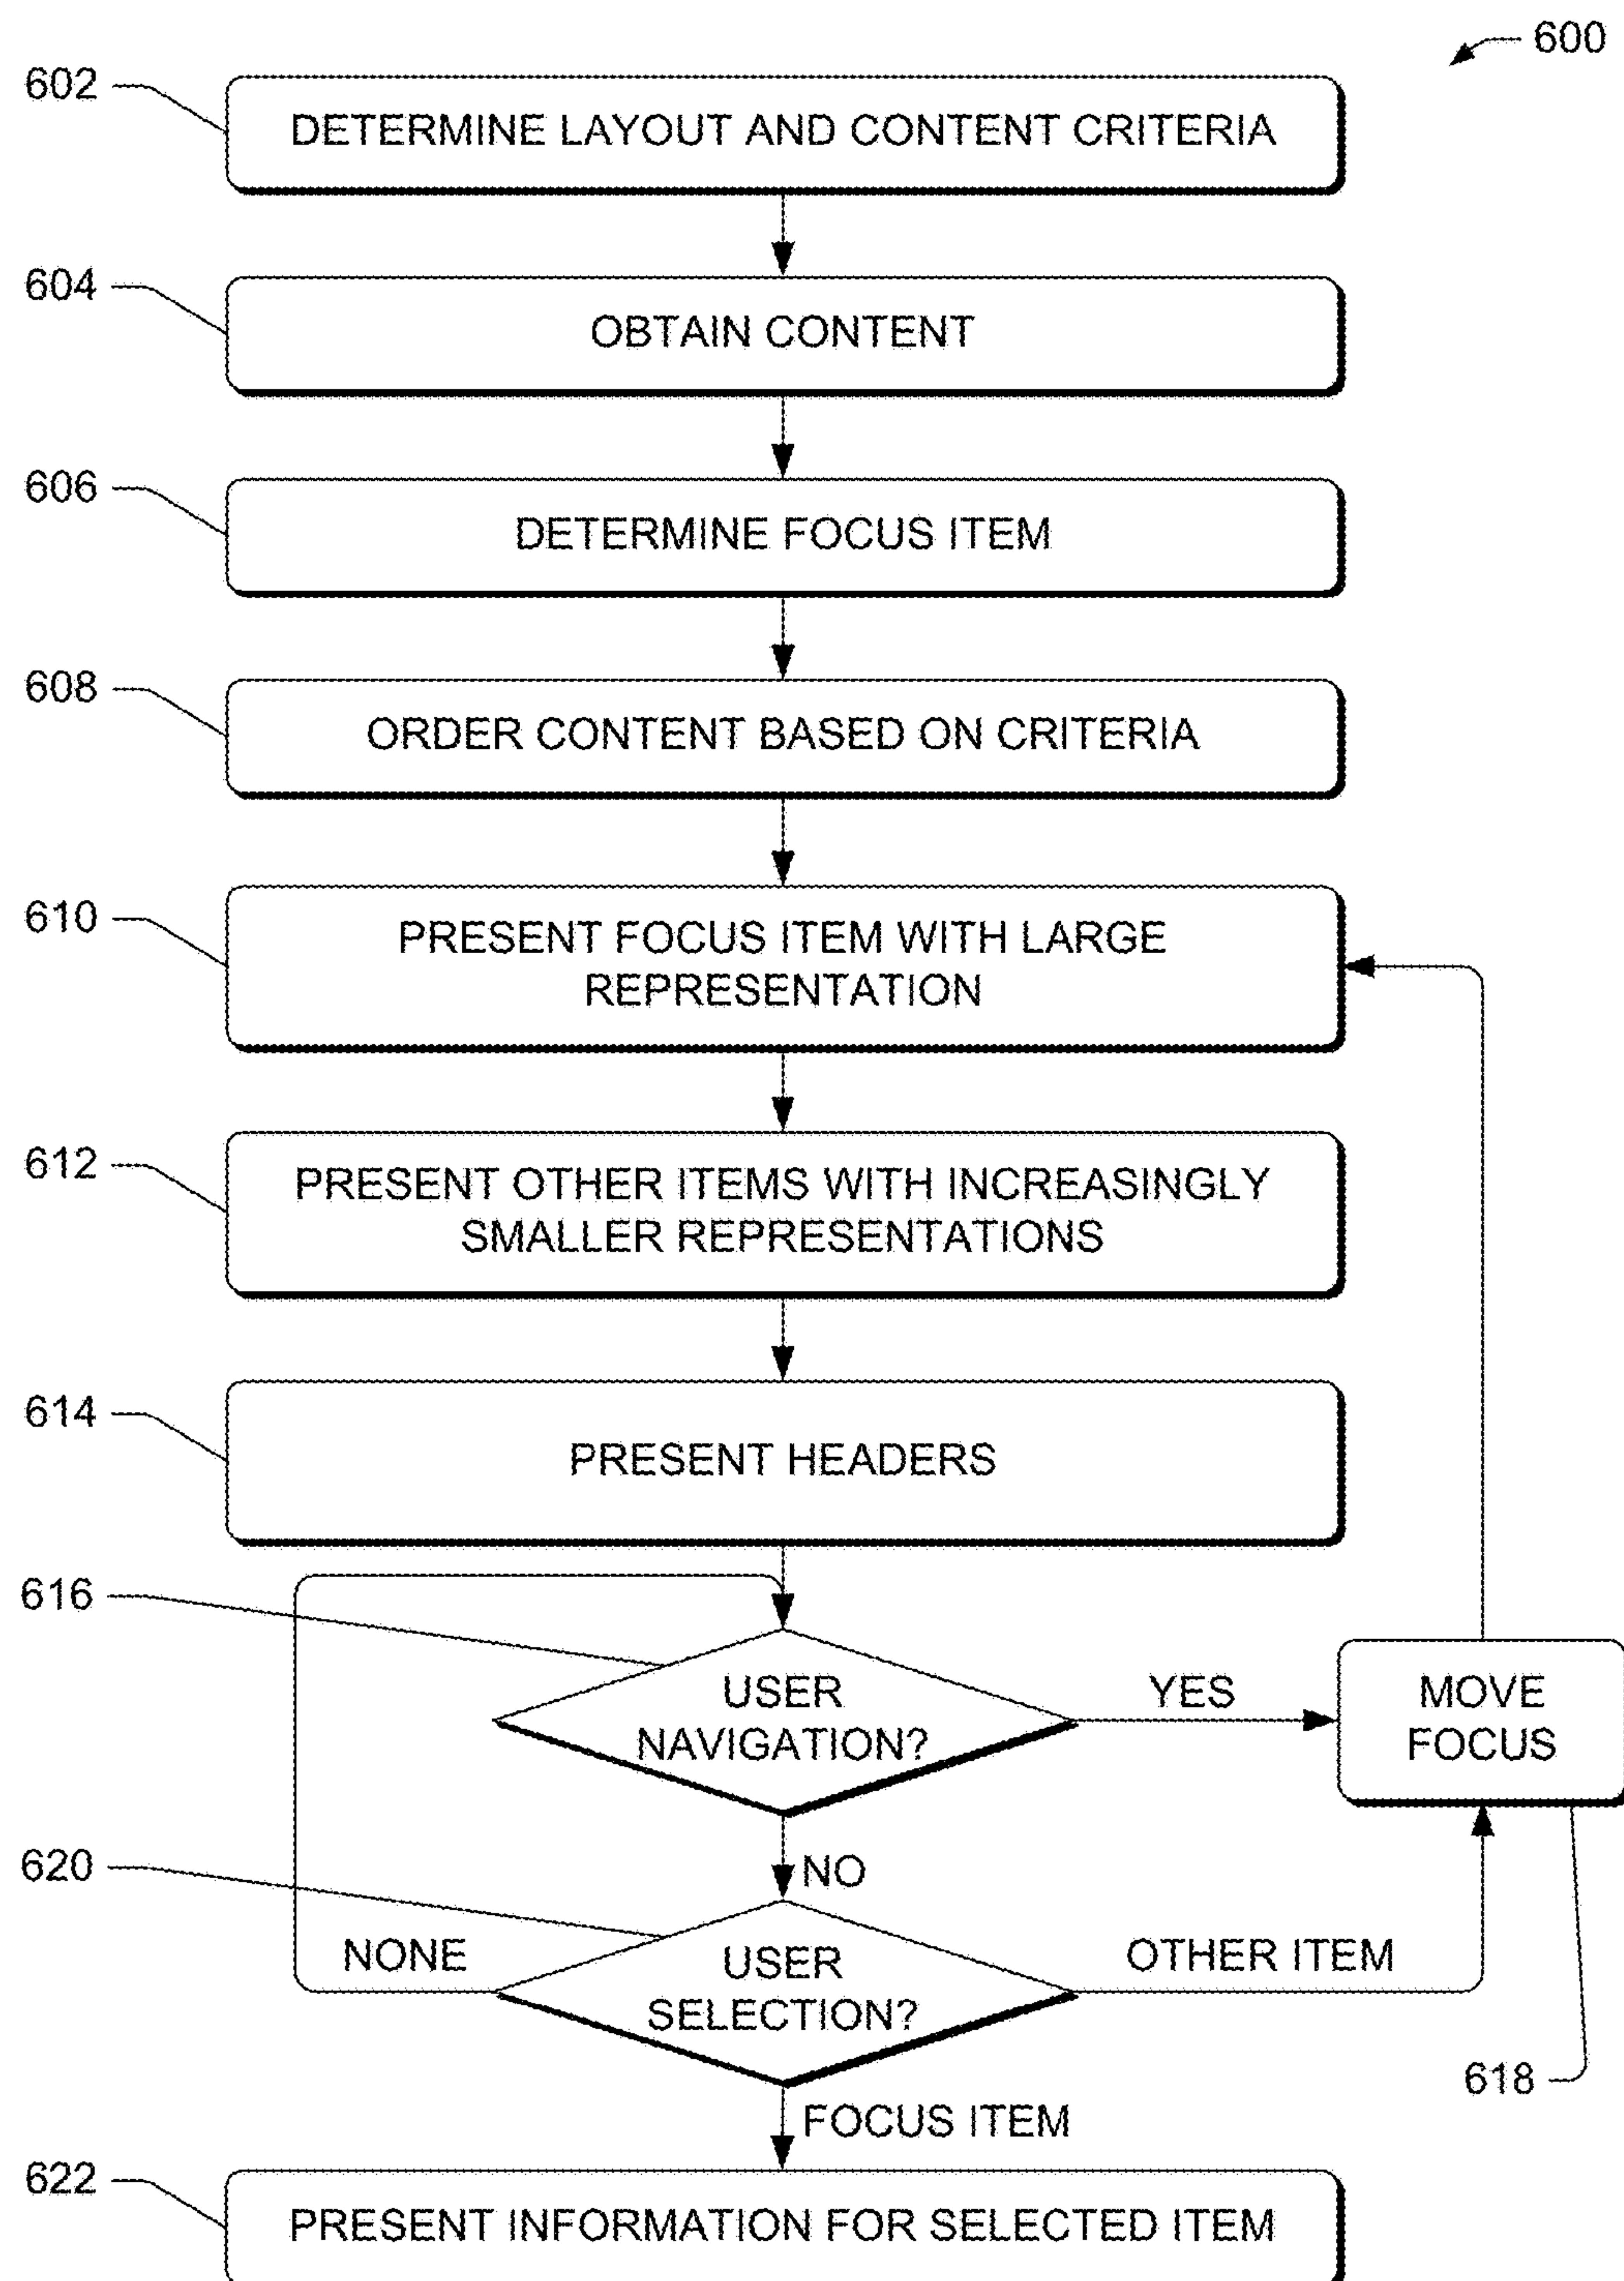 600
602
DETERMINE LAYOUT AND CONTENT CRITERIA
604
OBTAIN CONTENT
606
DETERMINE FOCUS ITEM
608
ORDER CONTENT BASED ON CRITERIA
610
PRESENT FOCUS ITEM WITH LARGE
REPRESENTATION
612
PRESENT OTHER ITEMS WITH INCREASINGLY
SMALLER REPRESENTATIONS
614
PRESENT HEADERS
616
USER
NAVIGATION?
YES
MOVE
FOCUS
620
NO
NONE
USER
SELECTION?
OTHER ITEM
618
FOCUS ITEM
622
PRESENT INFORMATION FOR SELECTED ITEM